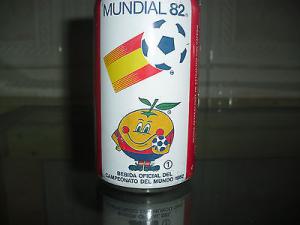 MUNDIAL 82
®
®
1
BEBIDA OFICIAL DEL
CAMPEONATO DEL MUNDO 1982